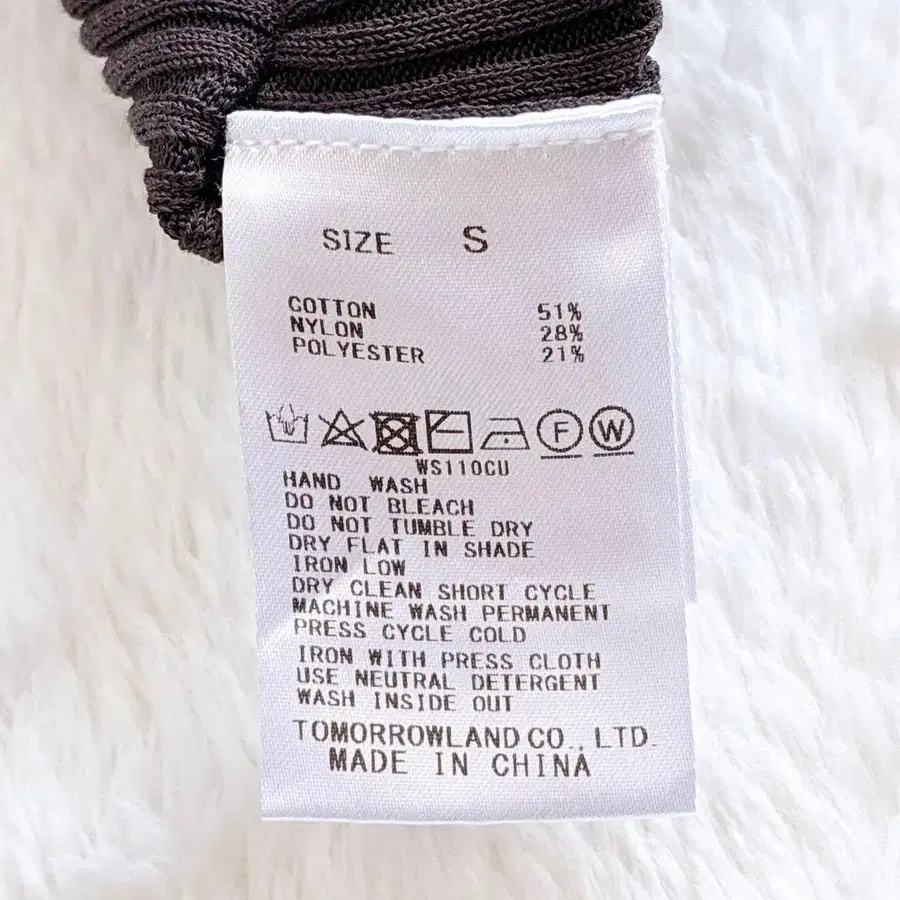 SIZE S
COTTON 51%
NYLON 28%
POLYESTER 21%
F W
WS110CU
HAND WASH
DO NOT BLEACH
DO NOT TUMBLE DRY
DRY FLAT IN SHADE
IRON LOW
DRY CLEAN SHORT CYCLE
MACHINE WASH PERMANENT
PRESS CYCLE COLD
IRON WITH PRESS CLOTH
USE NEUTRAL DETERGENT
WASH INSIDE OUT
TOMORROWLAND CO., LTD.
MADE IN CHINA